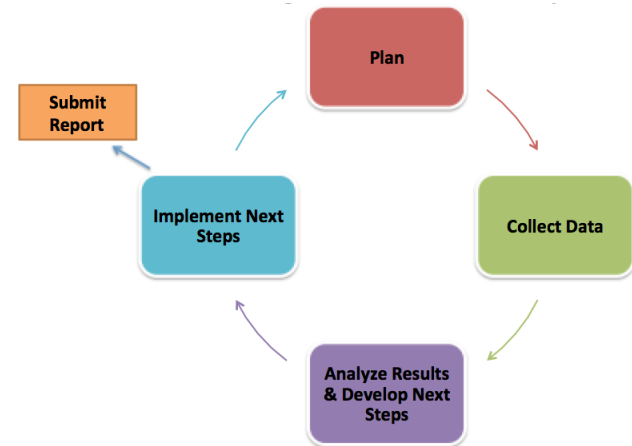 Plan
Submit
Report
Implement Next
Steps
Collect Data
Analyze Results
& Develop Next
Steps